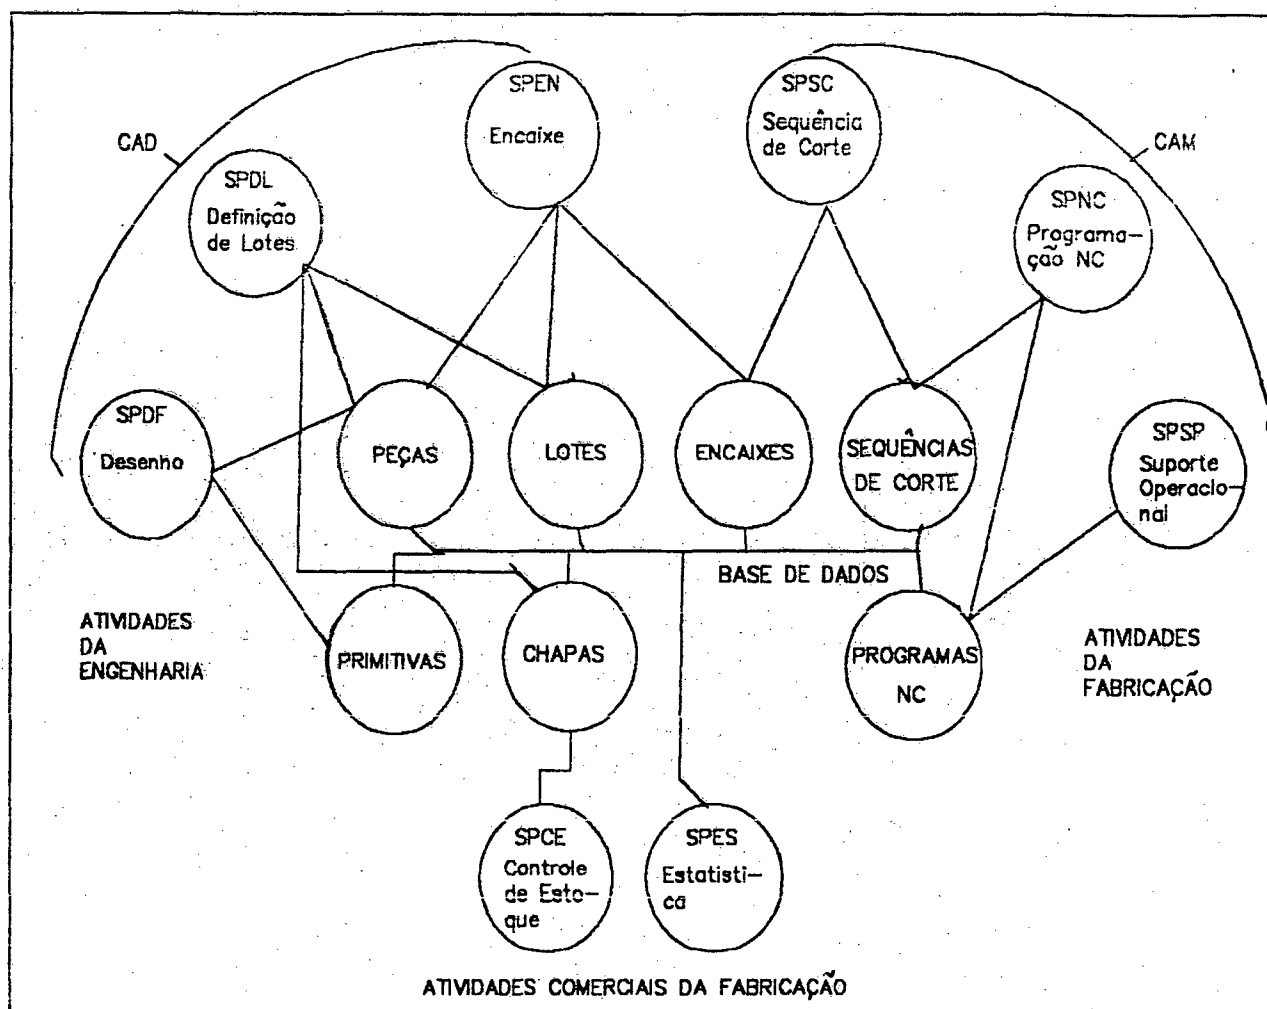 SPEN
Encaixe
SPSC
Sequência
de Corte
CAD
CAM
SPDL
Definição
de Lotes
SPNC
Programa-
ção NC
SPDF
Desenho
PEÇAS
LOTES
ENCAIXES
SEQUÊNCIAS
DE CORTE
SPSP
Suporte
Operacio-
nal
BASE DE DADOS
ATIVIDADES
DA
ENGENHARIA
PRIMITIVAS
CHAPAS
PROGRAMAS
NC
ATIVIDADES
DA
FABRICAÇÃO
SPCE
Controle
de Esto-
que
SPES
Estatisti-
ca
ATIVIDADES COMERCIAIS DA FABRICAÇÃO